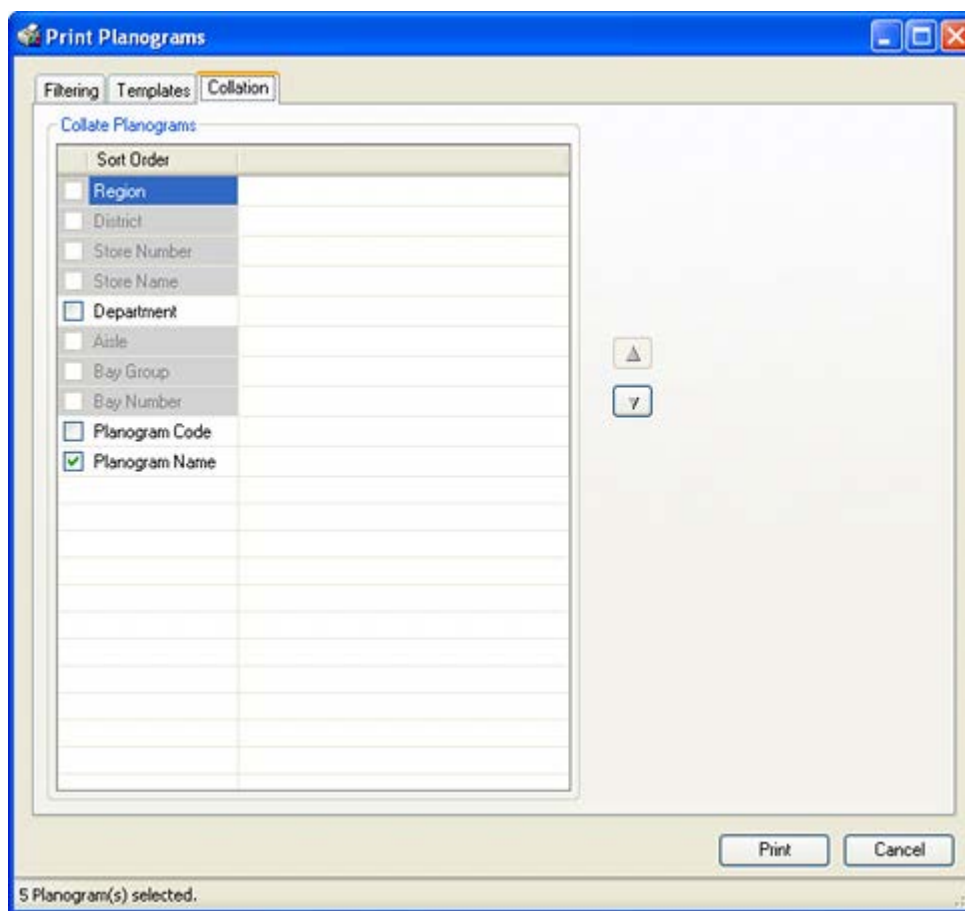 Print Planograms
Filtering Templates Collation
Collate Planograms
Sort Order
Region
District
Store Number
Store Name
Department
Aisle
Bay Group
Bay Number
Planogram Code
Planogram Name
Print Cancel
5 Planogram(s) selected.